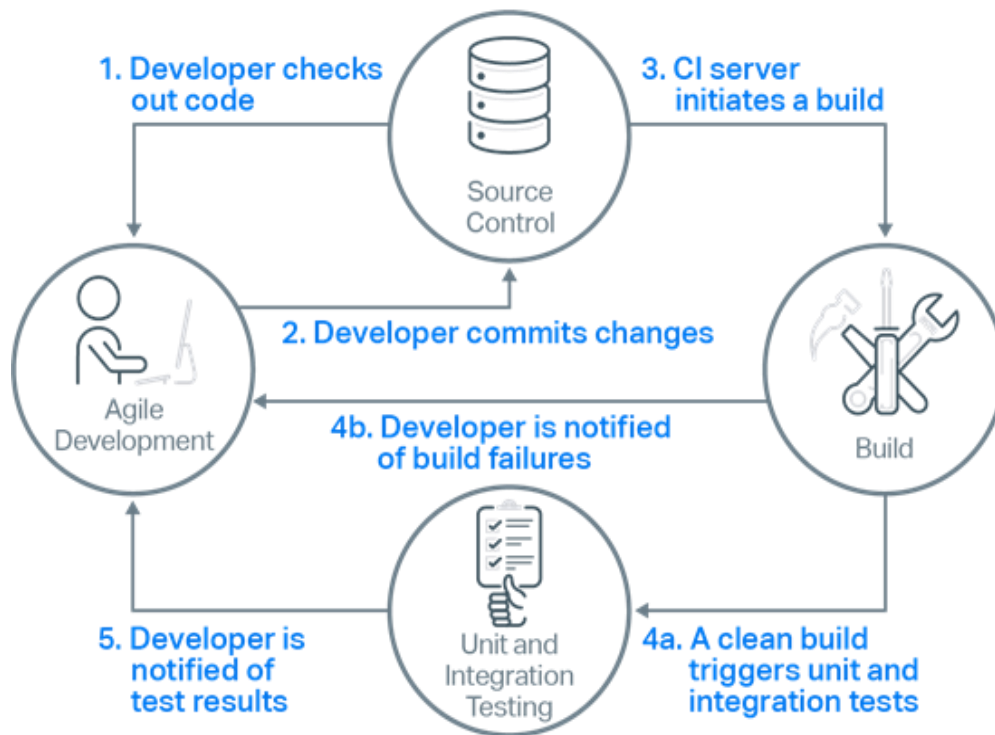 1. Developer checks
out code
3. CI server
initiates a build
Source
Control
2. Developer commits changes
Agile
Development
4b. Developer is notified
of build failures
Build
5. Developer is
notified of
test results
Unit and
Integration
Testing
4a. A clean build
triggers unit and
integration tests